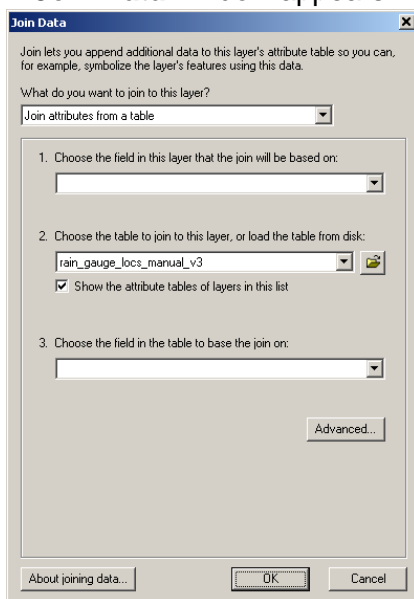 Join Data
Join lets you append additional data to this layer's attribute table so you can,
for example, symbolize the layer's features using this data.
What do you want to join to this layer?
Join attributes from a table
1. Choose the field in this layer that the join will be based on:
2. Choose the table to join to this layer, or load the table from disk:
rain_gauge_locs_manual_v3
Show the attribute tables of layers in this list
3. Choose the field in the table to base the join on:
Advanced...
About joining data...
OK
Cancel